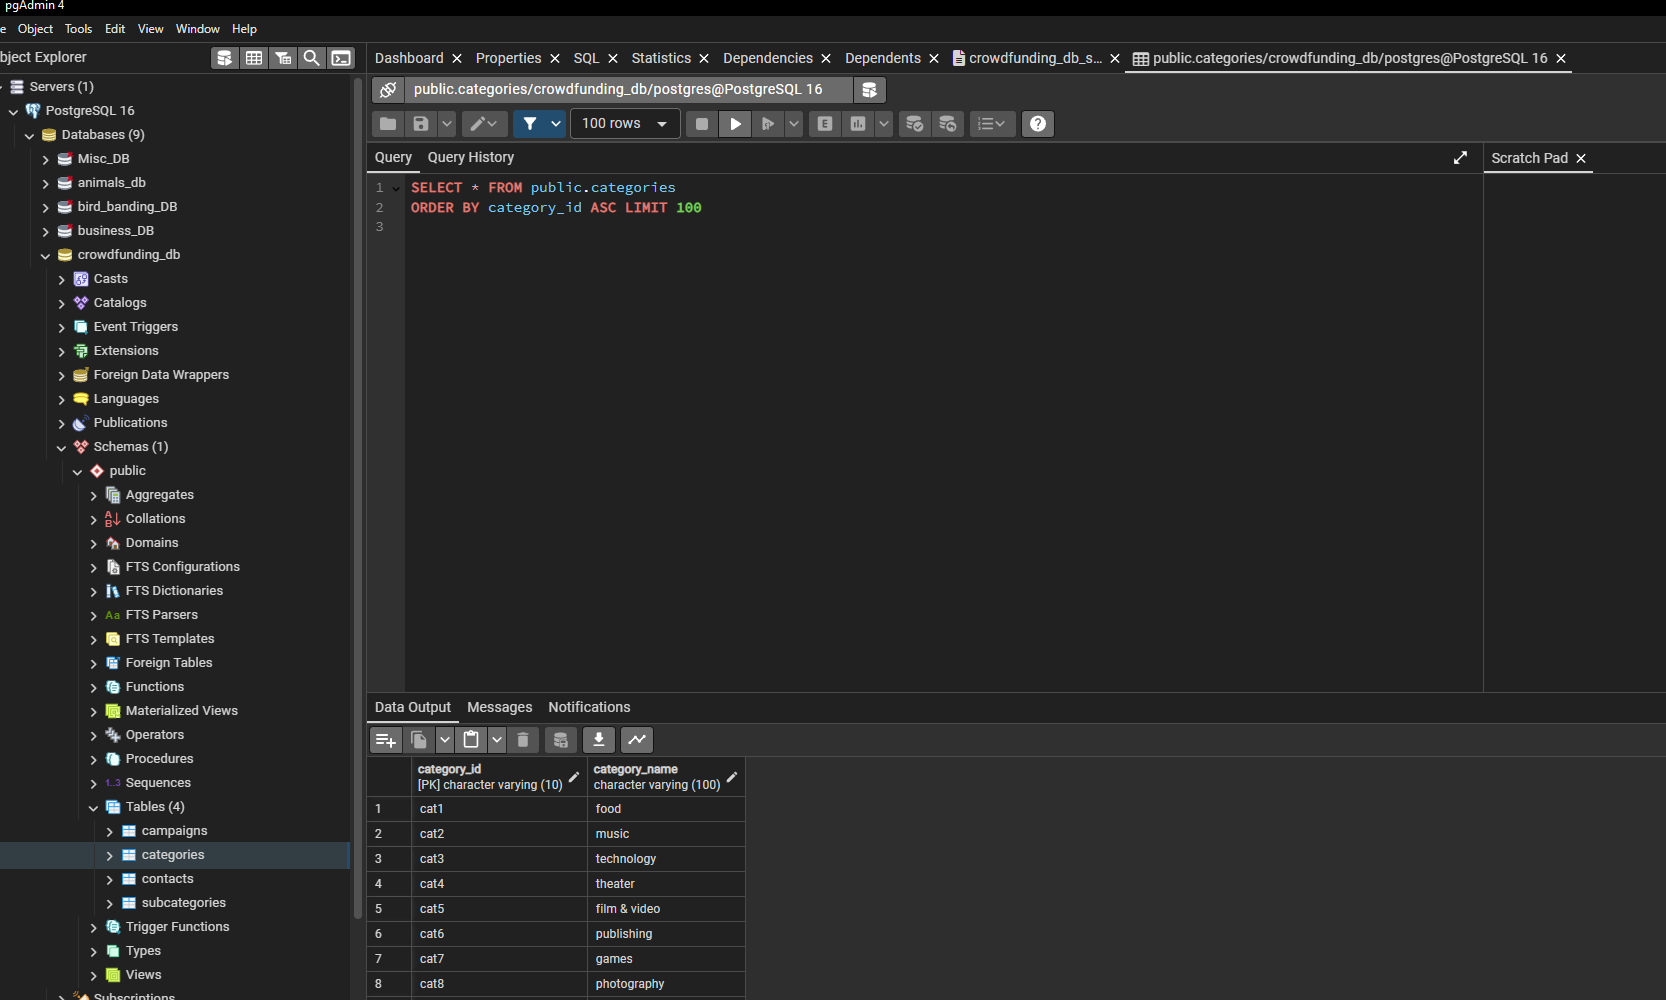 pgAdmin 4
e Object Tools Edit View Window Help
bject Explorer
Servers (1)
PostgreSQL 16
Databases (9)
Misc_DB
animals_db
bird_banding_DB
business_DB
crowdfunding_db
Casts
Catalogs
Event Triggers
Extensions
Foreign Data Wrappers
Languages
Publications
Schemas (1)
public
Aggregates
Collations
Domains
FTS Configurations
FTS Dictionaries
Aa FTS Parsers
FTS Templates
Foreign Tables
Functions
Materialized Views
Operators
Procedures
1..3 Sequences
Tables (4)
campaigns
categories
contacts
subcategories
Trigger Functions
Types
Views
Subscriptions
Dashboard Properties SQL Statistics Dependencies Dependents crowdfunding_db_s... public.categories/crowdfunding_db/postgres@PostgreSQL 16
public.categories/crowdfunding_db/postgres@PostgreSQL 16
100 rows E
Query Query History
1 SELECT * FROM public.categories
2 ORDER BY category_id ASC LIMIT 100
3
Scratch Pad
Data Output Messages Notifications
category_id category_name
[PK] character varying (10) character varying (100)
1 cat1 food
2 cat2 music
3 cat3 technology
4 cat4 theater
5 cat5 film & video
6 cat6 publishing
7 cat7 games
8 cat8 photography